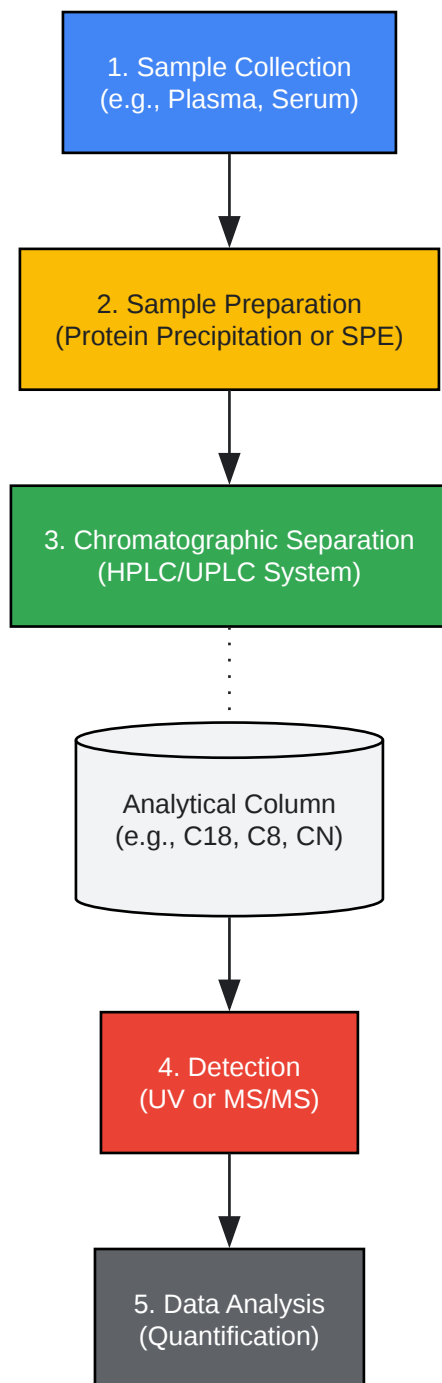 1. Sample Collection
(e.g., Plasma, Serum)
2. Sample Preparation
(Protein Precipitation or SPE)
3. Chromatographic Separation
(HPLC/UPLC System)
Analytical Column
(e.g., C18, C8, CN)
4. Detection
(UV or MS/MS)
5. Data Analysis
(Quantification)